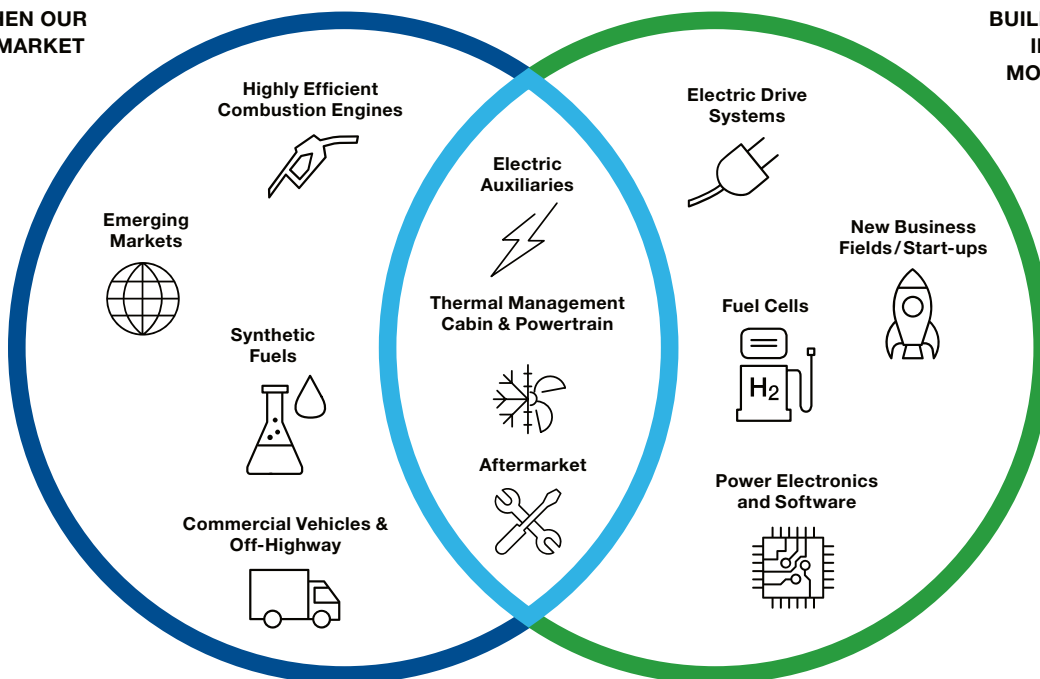 OUR
MARKET
Highly Efficient
Combustion Engines
Emerging
Markets
Synthetic
Fuels
Commercial Vehicles &
Off-Highway
Electric
Auxiliaries
Thermal Management
Cabin & Powertrain
Aftermarket
Electric Drive
Systems
New Business
Fields/Start-ups
Fuel Cells
H2
Power Electronics
and Software